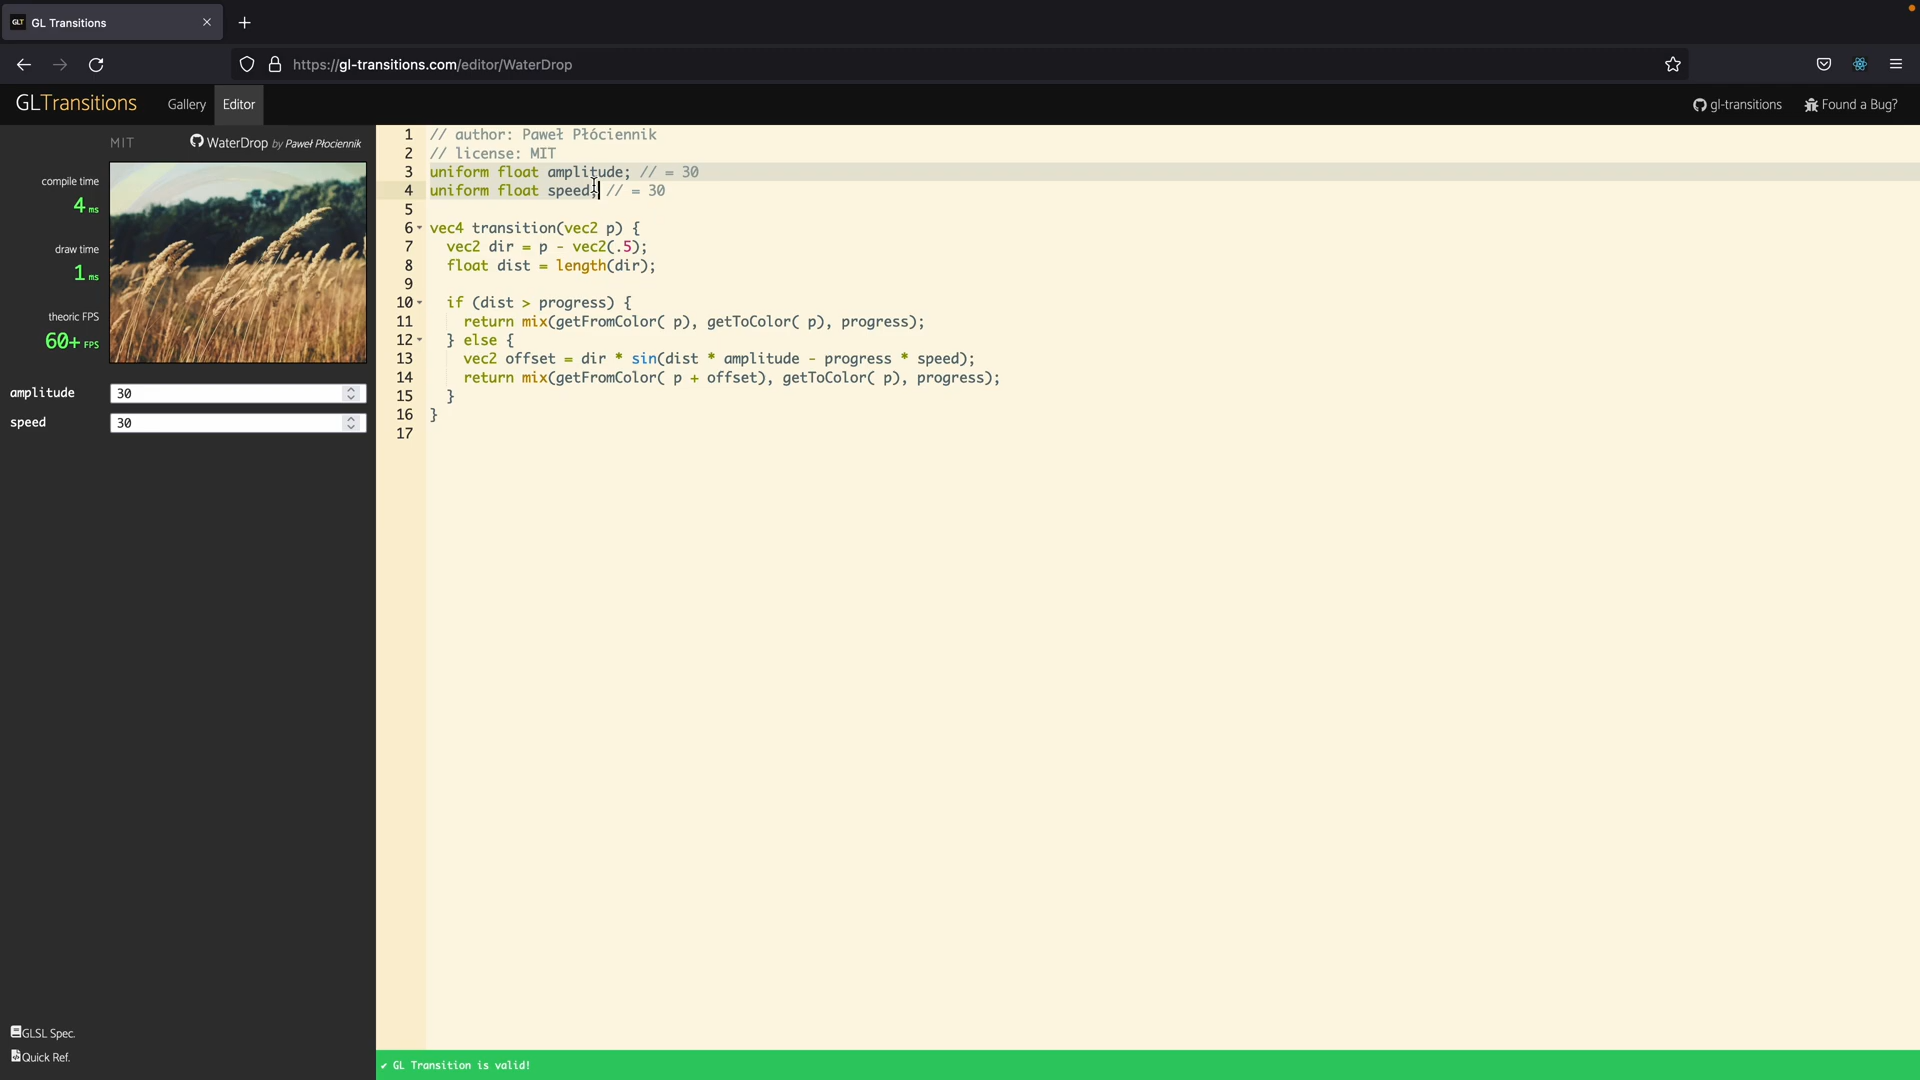 GL Transitions
https://gl-transitions.com/editor/WaterDrop
GLTransitions Gallery Editor gl-transitions Found a Bug?
MIT WaterDrop by Paweł Płociennik
compile time
4 ms
draw time
1 ms
theoric FPS
60+ FPS
amplitude 30
speed 30
GLSL Spec.
Quick Ref.
1 // author: Paweł Płóciennik
2 // license: MIT
3 uniform float amplitude; // = 30
4 uniform float speed; // = 30
5
6 vec4 transition(vec2 p) {
7 vec2 dir = p - vec2(.5);
8 float dist = length(dir);
9
10 if (dist > progress) {
11 return mix(getFromColor( p), getToColor( p), progress);
12 } else {
13 vec2 offset = dir * sin(dist * amplitude - progress * speed);
14 return mix(getFromColor( p + offset), getToColor( p), progress);
15 }
16 }
17
✔ GL Transition is valid!